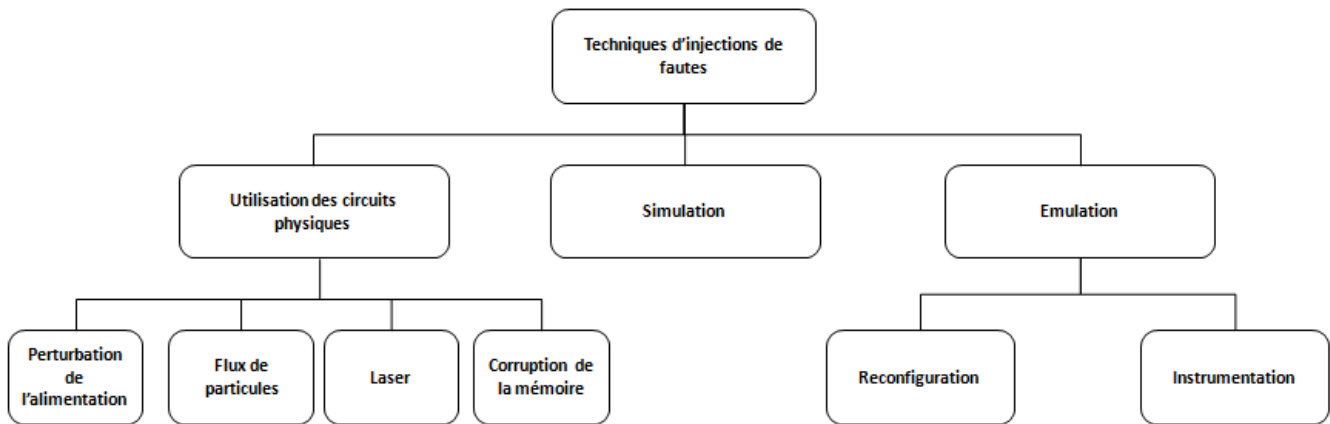 Techniques d'injections de
fautes
Utilisation des circuits
physiques
Simulation
Emulation
Perturbation
de
l'alimentation
Flux de
particules
Laser
Corruption de
la mémoire
Reconfiguration
Instrumentation